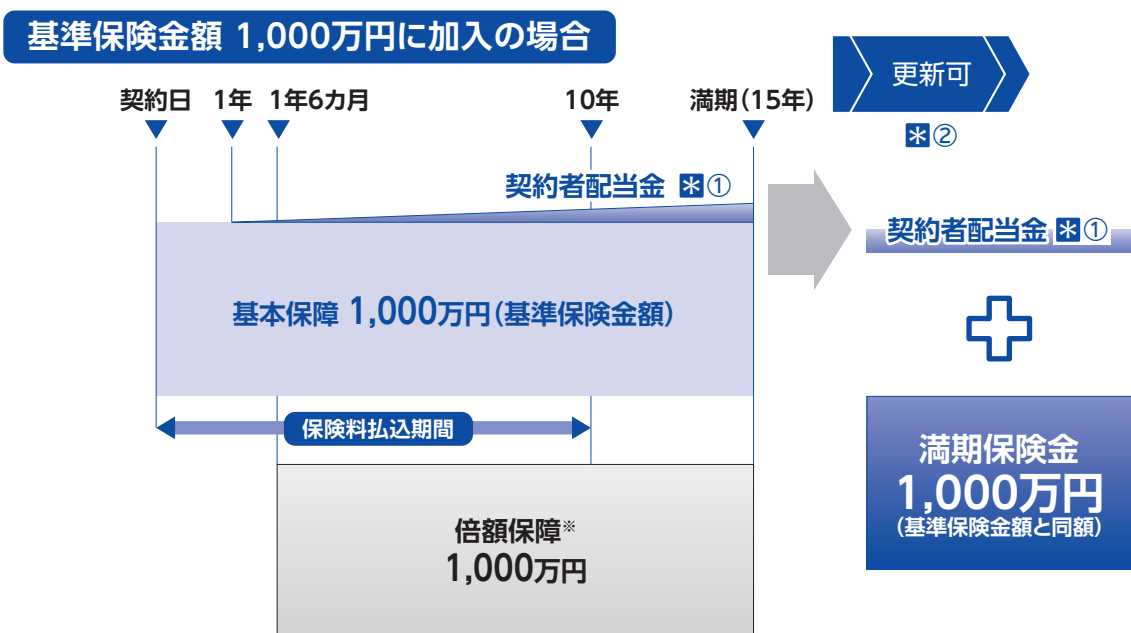 基準保険金額 1,000万円に加入の場合
契約日 1年 1年6カ月 10年 満期(15年)
更新可
*②
契約者配当金 *①
契約者配当金 *①
基本保障 1,000万円(基準保険金額)
保険料払込期間
満期保険金
1,000万円
(基準保険金額と同額)
倍額保障※
1,000万円